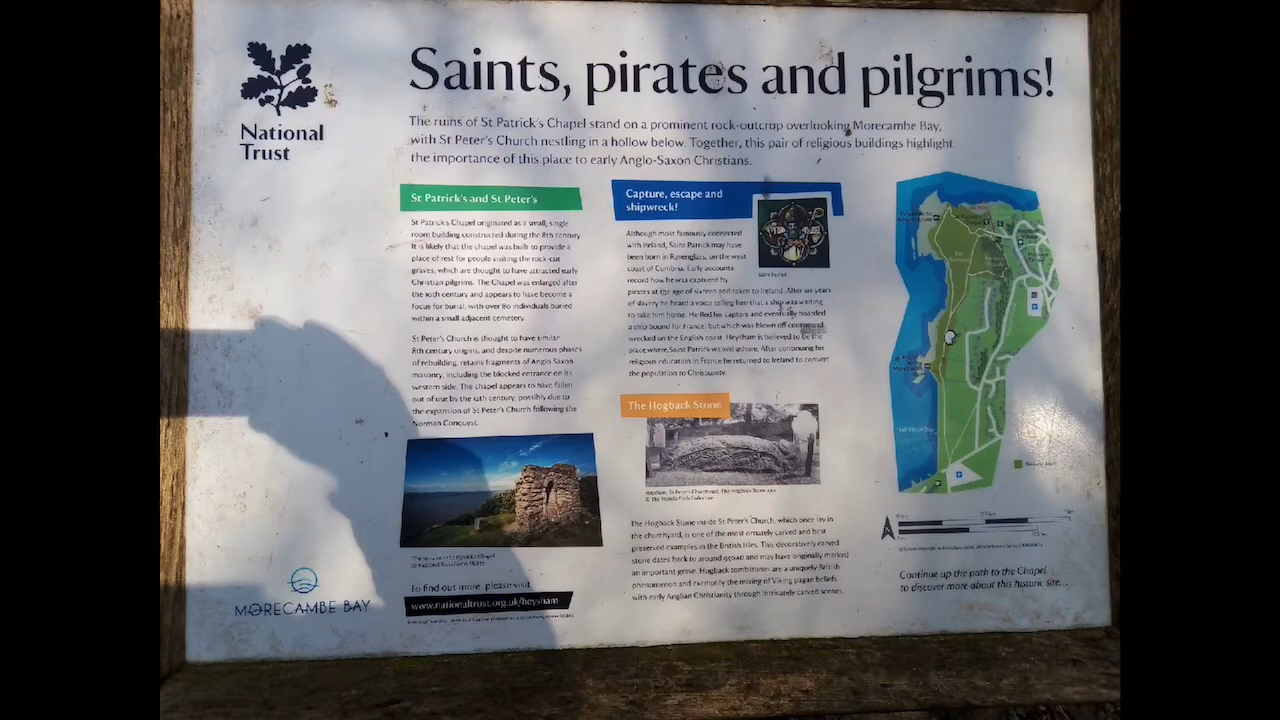 Saints, pirates and pilgrims!
National
Trust
The ruins of St Patrick's Chapel stand on a prominent rock-outcrop overlooking Morecambe Bay,
with St Peter's Church nestling in a hollow below. Together, this pair of religious buildings highlight
the importance of this place to early Anglo-Saxon Christians.
St Patrick's and St Peter's
St Patrick's Chapel originated as a small, single
room building constructed during the 8th century
It is likely that the chapel was built to provide a
place of rest for people visiting the rock-cut
graves, which are thought to have attracted early
Christian pilgrims. The Chapel was enlarged after
the 10th century and appears to have become a
focus for burial, with over 80 individuals buried
within a small adjacent cemetery.
St Peter's Church is thought to have similar
8th century origins, and despite numerous phases
of rebuilding, retains fragments of Anglo Saxon
masonry, including the blocked entrance on its
western side. The chapel appears to have fallen
out of use by the 12th century, possibly due to
the expansion of St Peter's Church following the
Norman Conquest.
To find out more, please visit
www.nationaltrust.org.uk/heysham
MORECAMBE BAY
Capture, escape and
shipwreck!
Although most famously connected
with Ireland, Saint Patrick may have
been born in Ravenglass, on the west
coast of Cumbria. Early accounts
record how he was captured by
pirates at the age of sixteen and taken to Ireland. After six years
of slavery he heard a voice telling him that a ship was waiting
to take him home. He fled his captors and eventually boarded
a ship bound for France, but which was blown off course and
wrecked on the English coast. Heysham is believed to be the
place where Saint Patrick walked ashore. After continuing his
religious education in France he returned to Ireland to convert
the population to Christianity.
Saint Patrick
The Hogback Stone
Heysham, St Peter's Churchyard, The Hogback Stone
© The Francis Frith Collection
The Hogback Stone inside St Peter's Church, which once lay in
the churchyard, is one of the most ornately carved and best
preserved examples in the British Isles. This decoratively carved
stone dates back to around 920AD and may have originally marked
an important grave. Hogback tombstones are a uniquely British
phenomenon and exemplify the mixing of Viking pagan beliefs
with early Anglian Christianity through intricately carved scenes.
National Trust
Continue up the path to the Chapel
to discover more about this historic site...